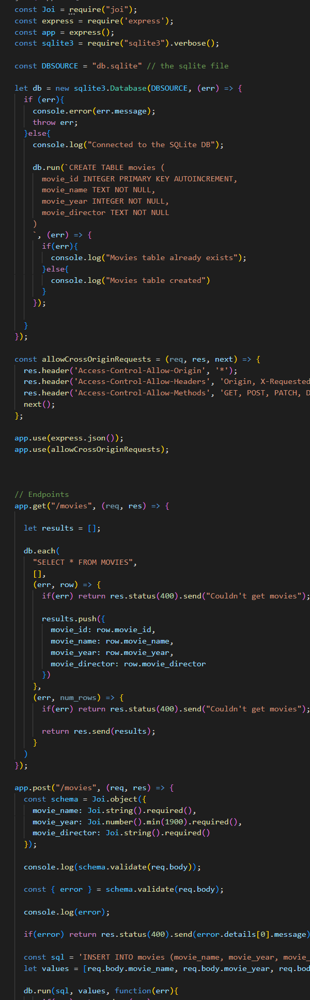 const Joi = require("joi");
const express = require('express');
const app = express();
const sqlite3 = require("sqlite3").verbose();
const DBSOURCE = "db.sqlite" // the sqlite file
let db = new sqlite3.Database(DBSOURCE, (err) => {
if (err){
console.error(err.message);
throw err;
}else{
console.log("Connected to the SQLite DB");
db.run(`CREATE TABLE movies (
movie_id INTEGER PRIMARY KEY AUTOINCREMENT,
movie_name TEXT NOT NULL,
movie_year INTEGER NOT NULL,
movie_director TEXT NOT NULL
)
`, (err) => {
if(err){
console.log("Movies table already exists");
}else{
console.log("Movies table created")
}
});
}
});
const allowCrossOriginRequests = (req, res, next) => {
res.header('Access-Control-Allow-Origin', '*');
res.header('Access-Control-Allow-Headers', 'Origin, X-Requested
res.header('Access-Control-Allow-Methods', 'GET, POST, PATCH, D
next();
};
app.use(express.json());
app.use(allowCrossOriginRequests);
// Endpoints
app.get("/movies", (req, res) => {
let results = [];
db.each(
"SELECT * FROM MOVIES",
[],
(err, row) => {
if(err) return res.status(400).send("Couldn't get movies");
results.push({
movie_id: row.movie_id,
movie_name: row.movie_name,
movie_year: row.movie_year,
movie_director: row.movie_director
})
},
(err, num_rows) => {
if(err) return res.status(400).send("Couldn't get movies");
return res.send(results);
}
)
});
app.post("/movies", (req, res) => {
const schema = Joi.object({
movie_name: Joi.string().required(),
movie_year: Joi.number().min(1900).required(),
movie_director: Joi.string().required()
});
console.log(schema.validate(req.body));
const { error } = schema.validate(req.body);
console.log(error);
if(error) return res.status(400).send(error.details[0].message)
const sql = 'INSERT INTO movies (movie_name, movie_year, movie_
let values = [req.body.movie_name, req.body.movie_year, req.bod
db.run(sql, values, function(err){